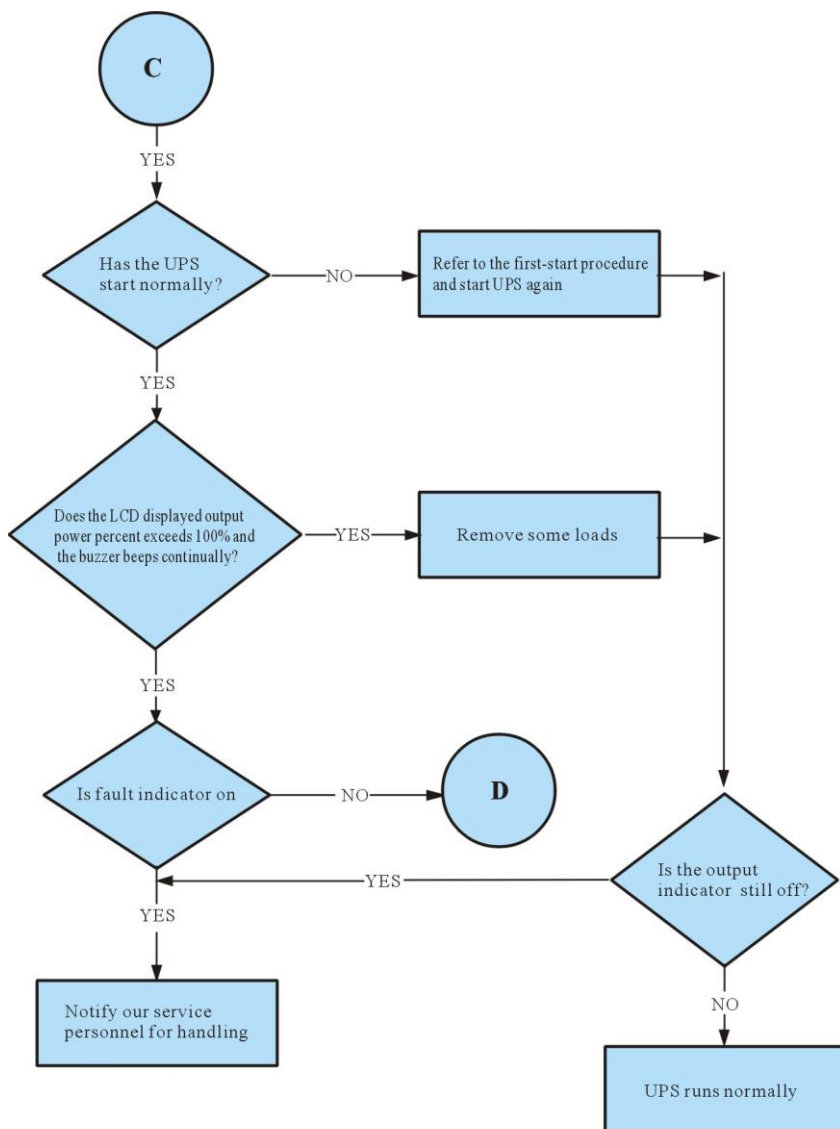 C
YES
Has the UPS
start normally?
NO
Refer to the first-start procedure
and start UPS again
YES
Does the LCD displayed output
power percent exceeds 100% and
the buzzer beeps continually?
YES
Remove some loads
YES
Is fault indicator on
NO
D
Is the output
indicator still off?
YES
YES
Notify our service
personnel for handling
NO
UPS runs normally